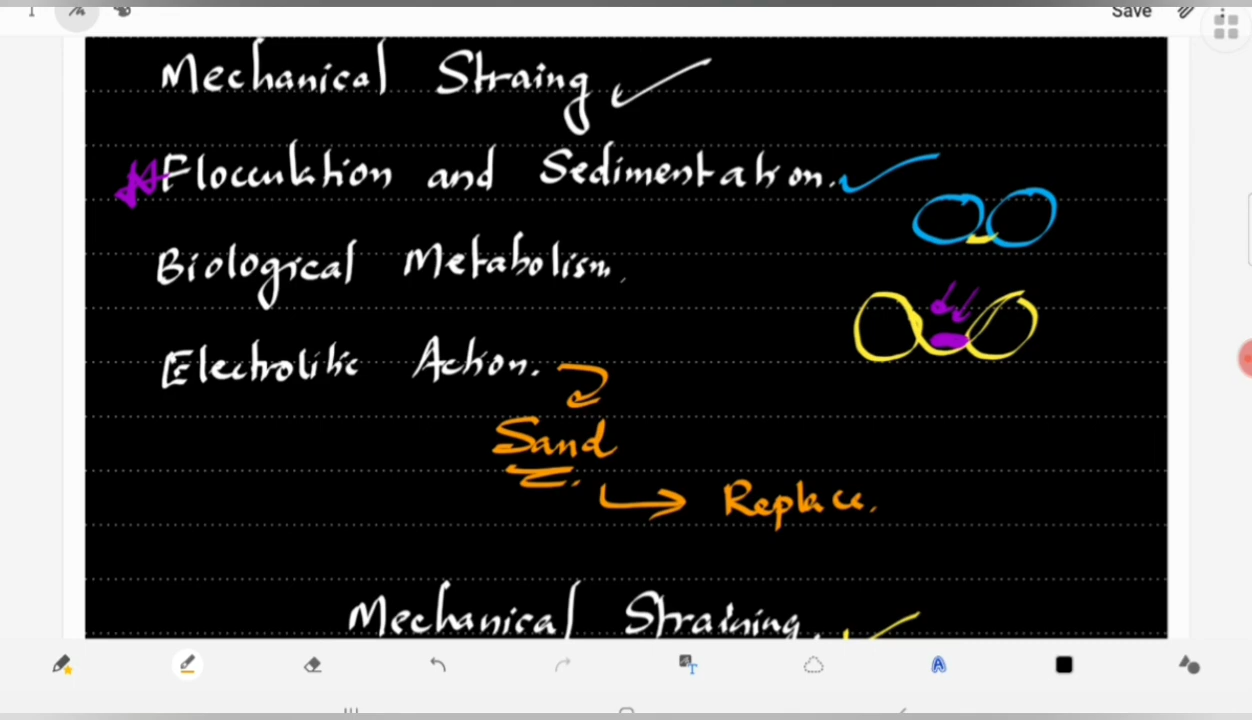 Save
Mechanical Straing
Flocculation and Sedimentation.
Biological Metabolism.
Electrolitic Action.
Sand
Replace.
Mechanical Straining.